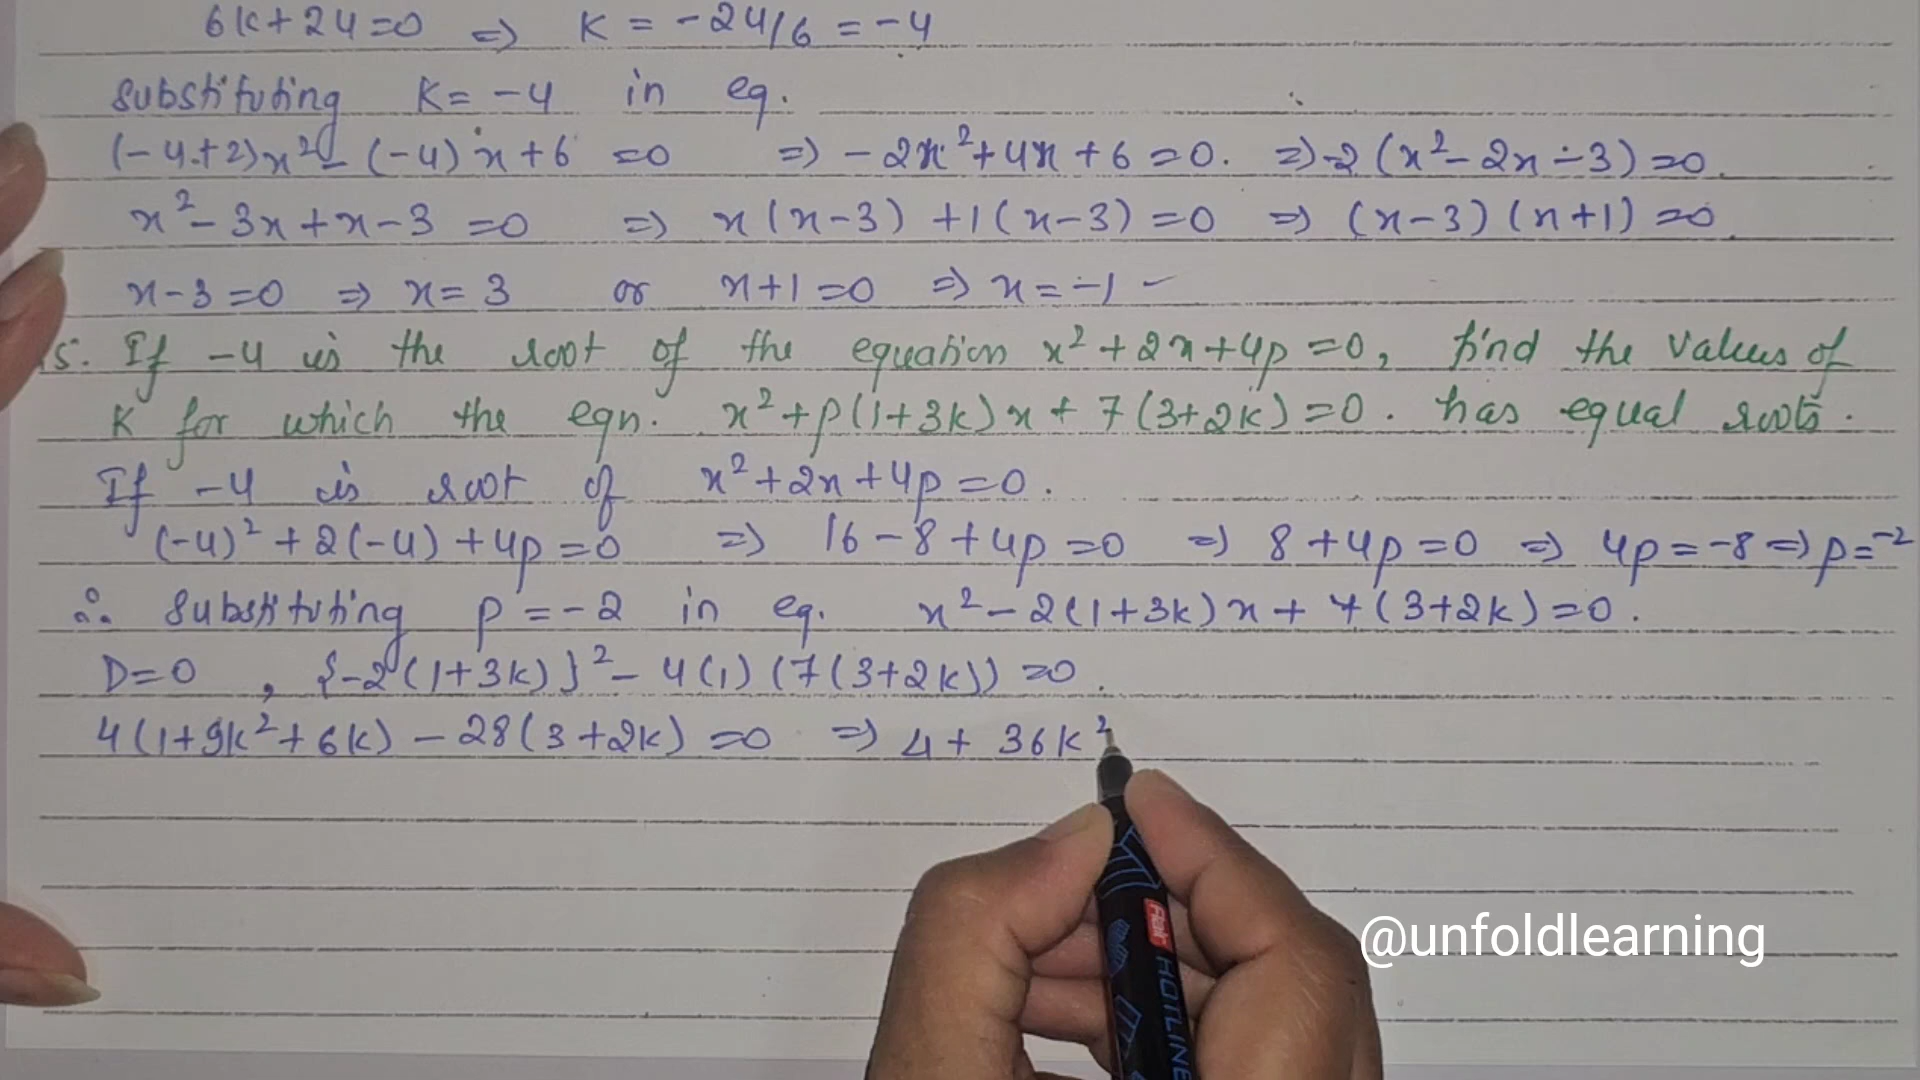 6k+24=0 => K = -24/6 = -4
Substituting K= -4 in eq.
(-4+2)x²- (-4)x+6 =0 => -2x²+4x+6=0. => -2(x²-2x-3)=0.
x²-3x+x-3 =0 => x(x-3) +1(x-3)=0 => (x-3)(x+1)=0.
x-3=0 => x=3 or x+1=0 => x=-1 -
5. If -4 is the root of the equation x²+2x+4p=0, find the values of
K for which the eqn. x²+p(1+3k)x+7(3+2k)=0. has equal roots.
If -4 is root of x²+2x+4p=0.
(-4)²+2(-4)+4p=0 => 16-8+4p=0 => 8+4p=0 => 4p=-8=>p=-2
∴ Substituting p=-2 in eq. x²-2(1+3k)x+7(3+2k)=0.
D=0, {-2(1+3k)}²-4(1)(7(3+2k))=0.
4(1+9k²+6k)-28(3+2k)=0 => 4+36k²
@unfoldlearning
Flair
HOTLINE